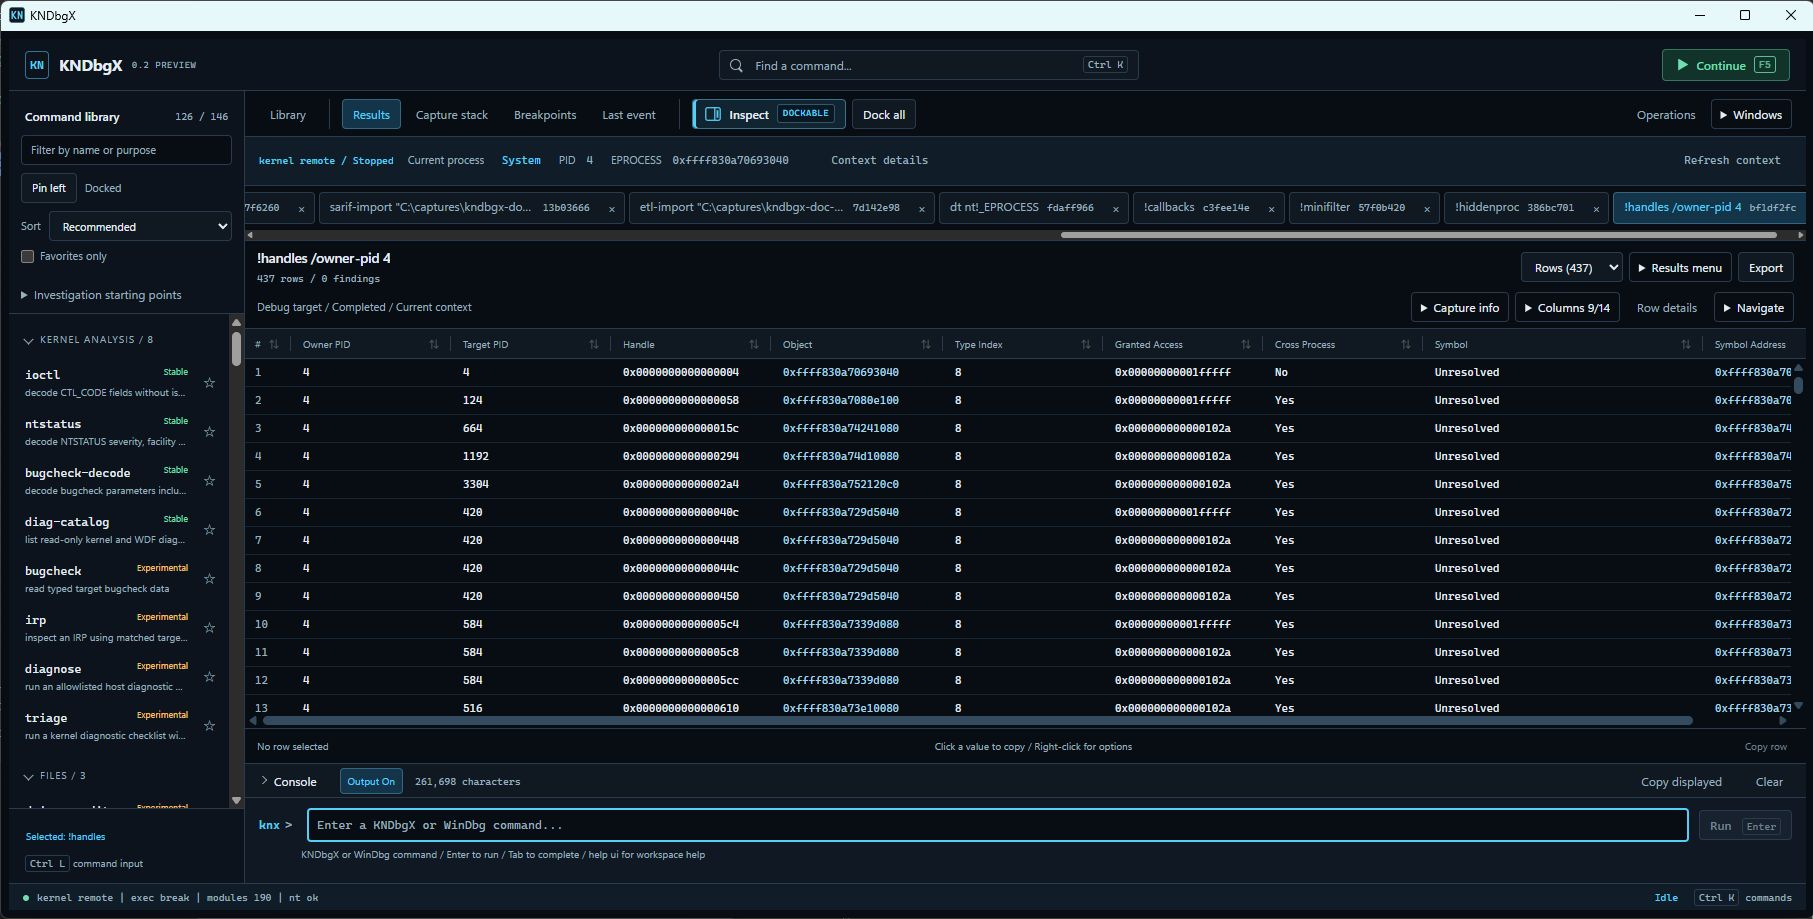 KN KNDbgX
KN KNDbgX 0.2 PREVIEW
Find a command... Ctrl K
Continue F5
Command library 126 / 146
Filter by name or purpose
Pin left Docked
Sort Recommended
Favorites only
Investigation starting points
KERNEL ANALYSIS / 8
ioctl Stable
decode CTL_CODE fields without is...
ntstatus Stable
decode NTSTATUS severity, facility ...
bugcheck-decode Stable
decode bugcheck parameters inclu...
diag-catalog Stable
list read-only kernel and WDF diag...
bugcheck Experimental
read typed target bugcheck data
irp Experimental
inspect an IRP using matched targe...
diagnose Experimental
run an allowlisted host diagnostic ...
triage Experimental
run a kernel diagnostic checklist wi...
FILES / 3
Experimental
Selected: !handles
Ctrl L command input
Library Results Capture stack Breakpoints Last event Inspect DOCKABLE Dock all Operations Windows
kernel remote / Stopped Current process System PID 4 EPROCESS 0xffff830a70693040 Context details Refresh context
7f6260 × sarif-import "C:\captures\kndbgx-do... 13b03666 × etl-import "C:\captures\kndbgx-doc-... 7d142e98 × dt nt!_EPROCESS fdaff966 × !callbacks c3fee14e × !minifilter 57f0b420 × !hiddenproc 386bc701 × !handles /owner-pid 4 bf1df2fc
!handles /owner-pid 4
437 rows / 0 findings
Rows (437) Results menu Export
Debug target / Completed / Current context
Capture info Columns 9/14 Row details Navigate
# Owner PID Target PID Handle Object Type Index Granted Access Cross Process Symbol Symbol Address
1 4 4 0x0000000000000004 0xffff830a70693040 8 0x00000000001fffff No Unresolved 0xffff830a70
2 4 124 0x0000000000000058 0xffff830a7080e100 8 0x00000000001fffff Yes Unresolved 0xffff830a70
3 4 664 0x000000000000015c 0xffff830a74241080 8 0x000000000000102a Yes Unresolved 0xffff830a74
4 4 1192 0x0000000000000294 0xffff830a74d10080 8 0x000000000000102a Yes Unresolved 0xffff830a74
5 4 3304 0x00000000000002a4 0xffff830a752120c0 8 0x000000000000102a Yes Unresolved 0xffff830a75
6 4 420 0x000000000000040c 0xffff830a729d5040 8 0x00000000001fffff Yes Unresolved 0xffff830a72
7 4 420 0x0000000000000448 0xffff830a729d5040 8 0x000000000000102a Yes Unresolved 0xffff830a72
8 4 420 0x000000000000044c 0xffff830a729d5040 8 0x000000000000102a Yes Unresolved 0xffff830a72
9 4 420 0x0000000000000450 0xffff830a729d5040 8 0x000000000000102a Yes Unresolved 0xffff830a72
10 4 584 0x00000000000005c4 0xffff830a7339d080 8 0x00000000001fffff Yes Unresolved 0xffff830a73
11 4 584 0x00000000000005c8 0xffff830a7339d080 8 0x000000000000102a Yes Unresolved 0xffff830a73
12 4 584 0x00000000000005cc 0xffff830a7339d080 8 0x000000000000102a Yes Unresolved 0xffff830a73
13 4 516 0x0000000000000610 0xffff830a73e10080 8 0x000000000000102a Yes Unresolved 0xffff830a73
No row selected Click a value to copy / Right-click for options Copy row
Console Output On 261,698 characters Copy displayed Clear
knx > Enter a KNDbgX or WinDbg command... Run Enter
KNDbgX or WinDbg command / Enter to run / Tab to complete / help ui for workspace help
kernel remote | exec break | modules 190 | nt ok Idle Ctrl K commands